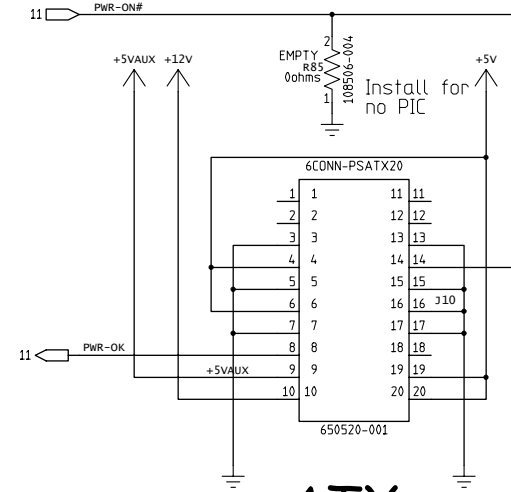 11 PWR-ON#
+5VAUX +12V
2
EMPTY
R85
0ohms
1
108506-004
Install for
no PIC
+5V
6CONN-PSATX20
1 1 11 11
2 2 12 12
3 3 13 13
4 4 14 14
5 5 15 15
6 6 16 16 J10
7 7 17 17
11 PWR-OK 8 8 18 18
+5VAUX 9 9 19 19
10 10 20 20
650520-001
ATX